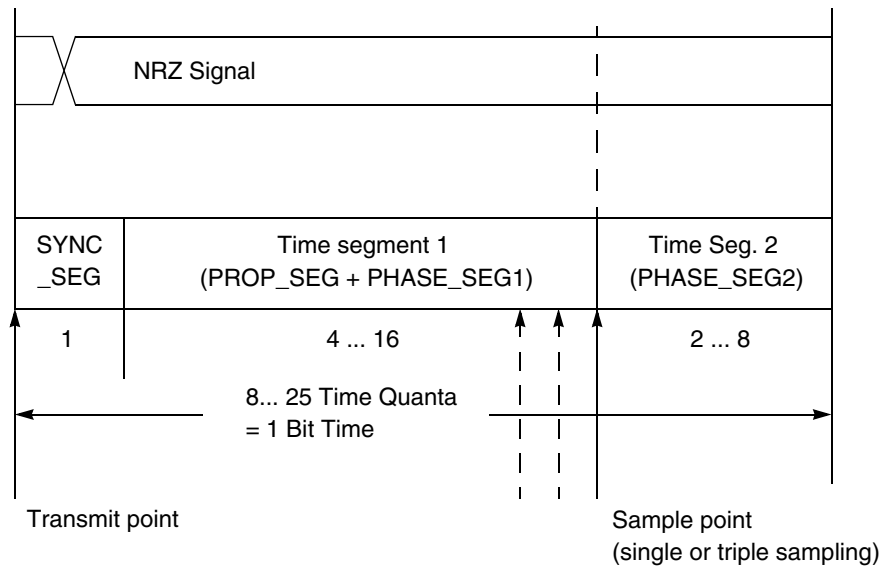 NRZ Signal
SYNC
_SEG
Time segment 1
(PROP_SEG + PHASE_SEG1)
Time Seg. 2
(PHASE_SEG2)
1
4 ... 16
2 ... 8
8... 25 Time Quanta
= 1 Bit Time
Transmit point
Sample point
(single or triple sampling)